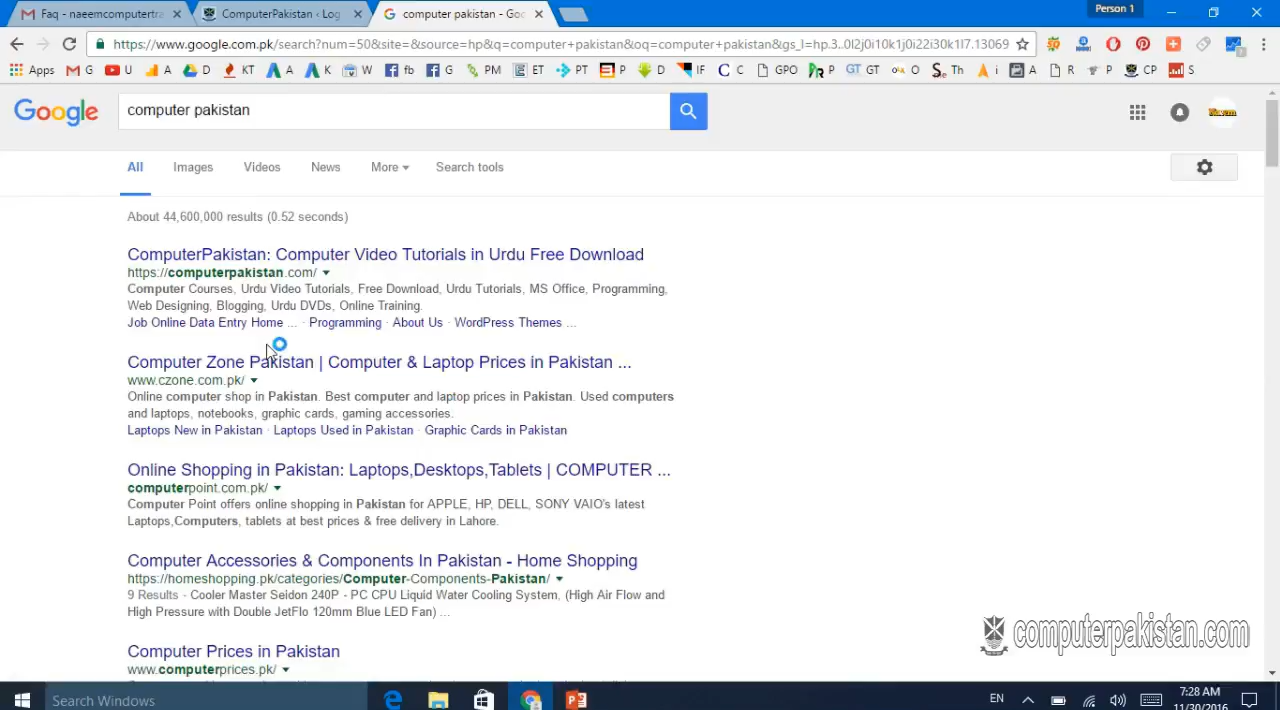 Faq - naeemcomputertra
ComputerPakistan ‹ Log
computer pakistan - Goo
Person 1
https://www.google.com.pk/search?num=50&site=&source=hp&q=computer+pakistan&oq=computer+pakistan&gs_l=hp.3...0l2j0i10k1j0i22i30k1l7.13069
Apps G U A D KT A K W fb G PM ET PT P D IF C GPO P GT O Th i A R P CP S
Google
computer pakistan
All Images Videos News More Search tools
About 44,600,000 results (0.52 seconds)
ComputerPakistan: Computer Video Tutorials in Urdu Free Download
https://computerpakistan.com/
Computer Courses, Urdu Video Tutorials, Free Download, Urdu Tutorials, MS Office, Programming,
Web Designing, Blogging, Urdu DVDs, Online Training.
Job Online Data Entry Home ... · Programming · About Us · WordPress Themes ...
Computer Zone Pakistan | Computer & Laptop Prices in Pakistan ...
www.czone.com.pk/
Online computer shop in Pakistan. Best computer and laptop prices in Pakistan. Used computers
and laptops, notebooks, graphic cards, gaming accessories.
Laptops New in Pakistan · Laptops Used in Pakistan · Graphic Cards in Pakistan
Online Shopping in Pakistan: Laptops,Desktops,Tablets | COMPUTER ...
computerpoint.com.pk/
Computer Point offers online shopping in Pakistan for APPLE, HP, DELL, SONY VAIO's latest
Laptops,Computers, tablets at best prices & free delivery in Lahore.
Computer Accessories & Components In Pakistan - Home Shopping
https://homeshopping.pk/categories/Computer-Components-Pakistan/
9 Results - Cooler Master Seidon 240P - PC CPU Liquid Water Cooling System, (High Air Flow and
High Pressure with Double JetFlo 120mm Blue LED Fan) ...
computerpakistan.com
Computer Prices in Pakistan
www.computerprices.pk/
Search Windows
EN
7:28 AM
11/30/2016